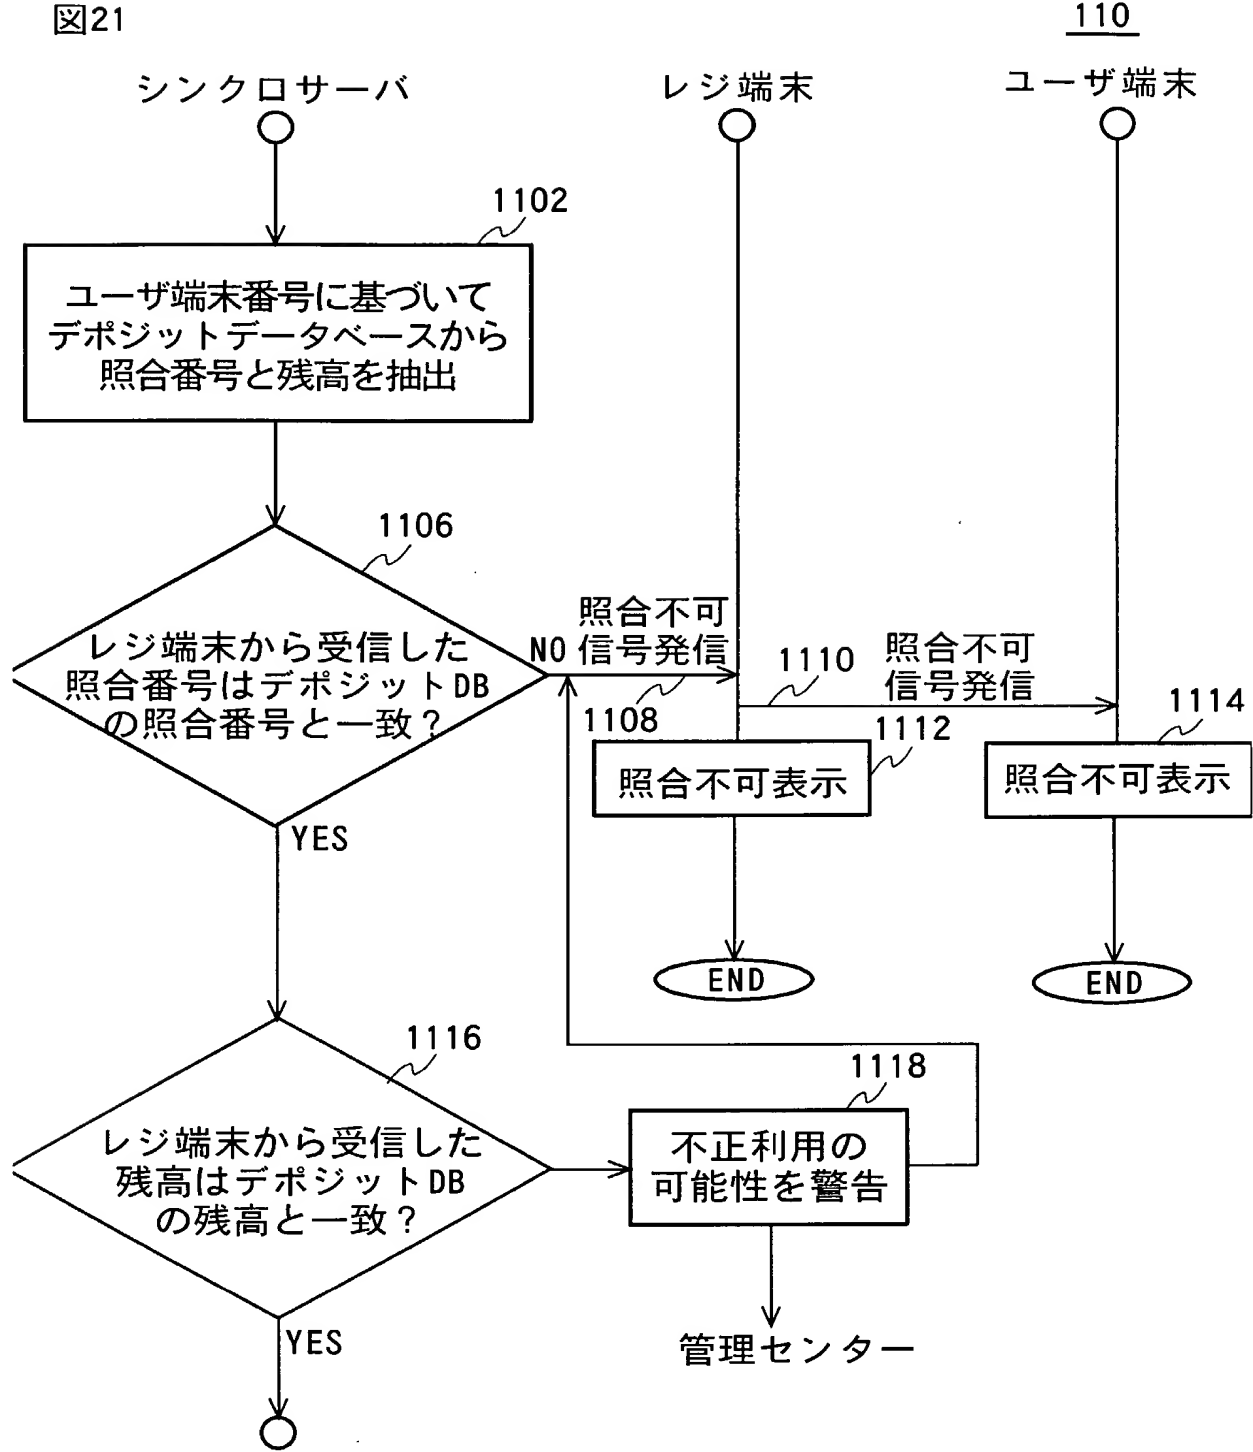 図21
110
シンクロサーバ
レジ端末
ユーザ端末
1102
ユーザ端末番号に基づいて
デポジットデータベースから
照合番号と残高を抽出
1106
レジ端末から受信した
照合番号はデポジットDB
の照合番号と一致？
NO
照合不可
信号発信
1108
1110
照合不可
信号発信
1112
照合不可表示
1114
照合不可表示
YES
END
END
1116
レジ端末から受信した
残高はデポジットDB
の残高と一致？
1118
不正利用の
可能性を警告
管理センター
YES